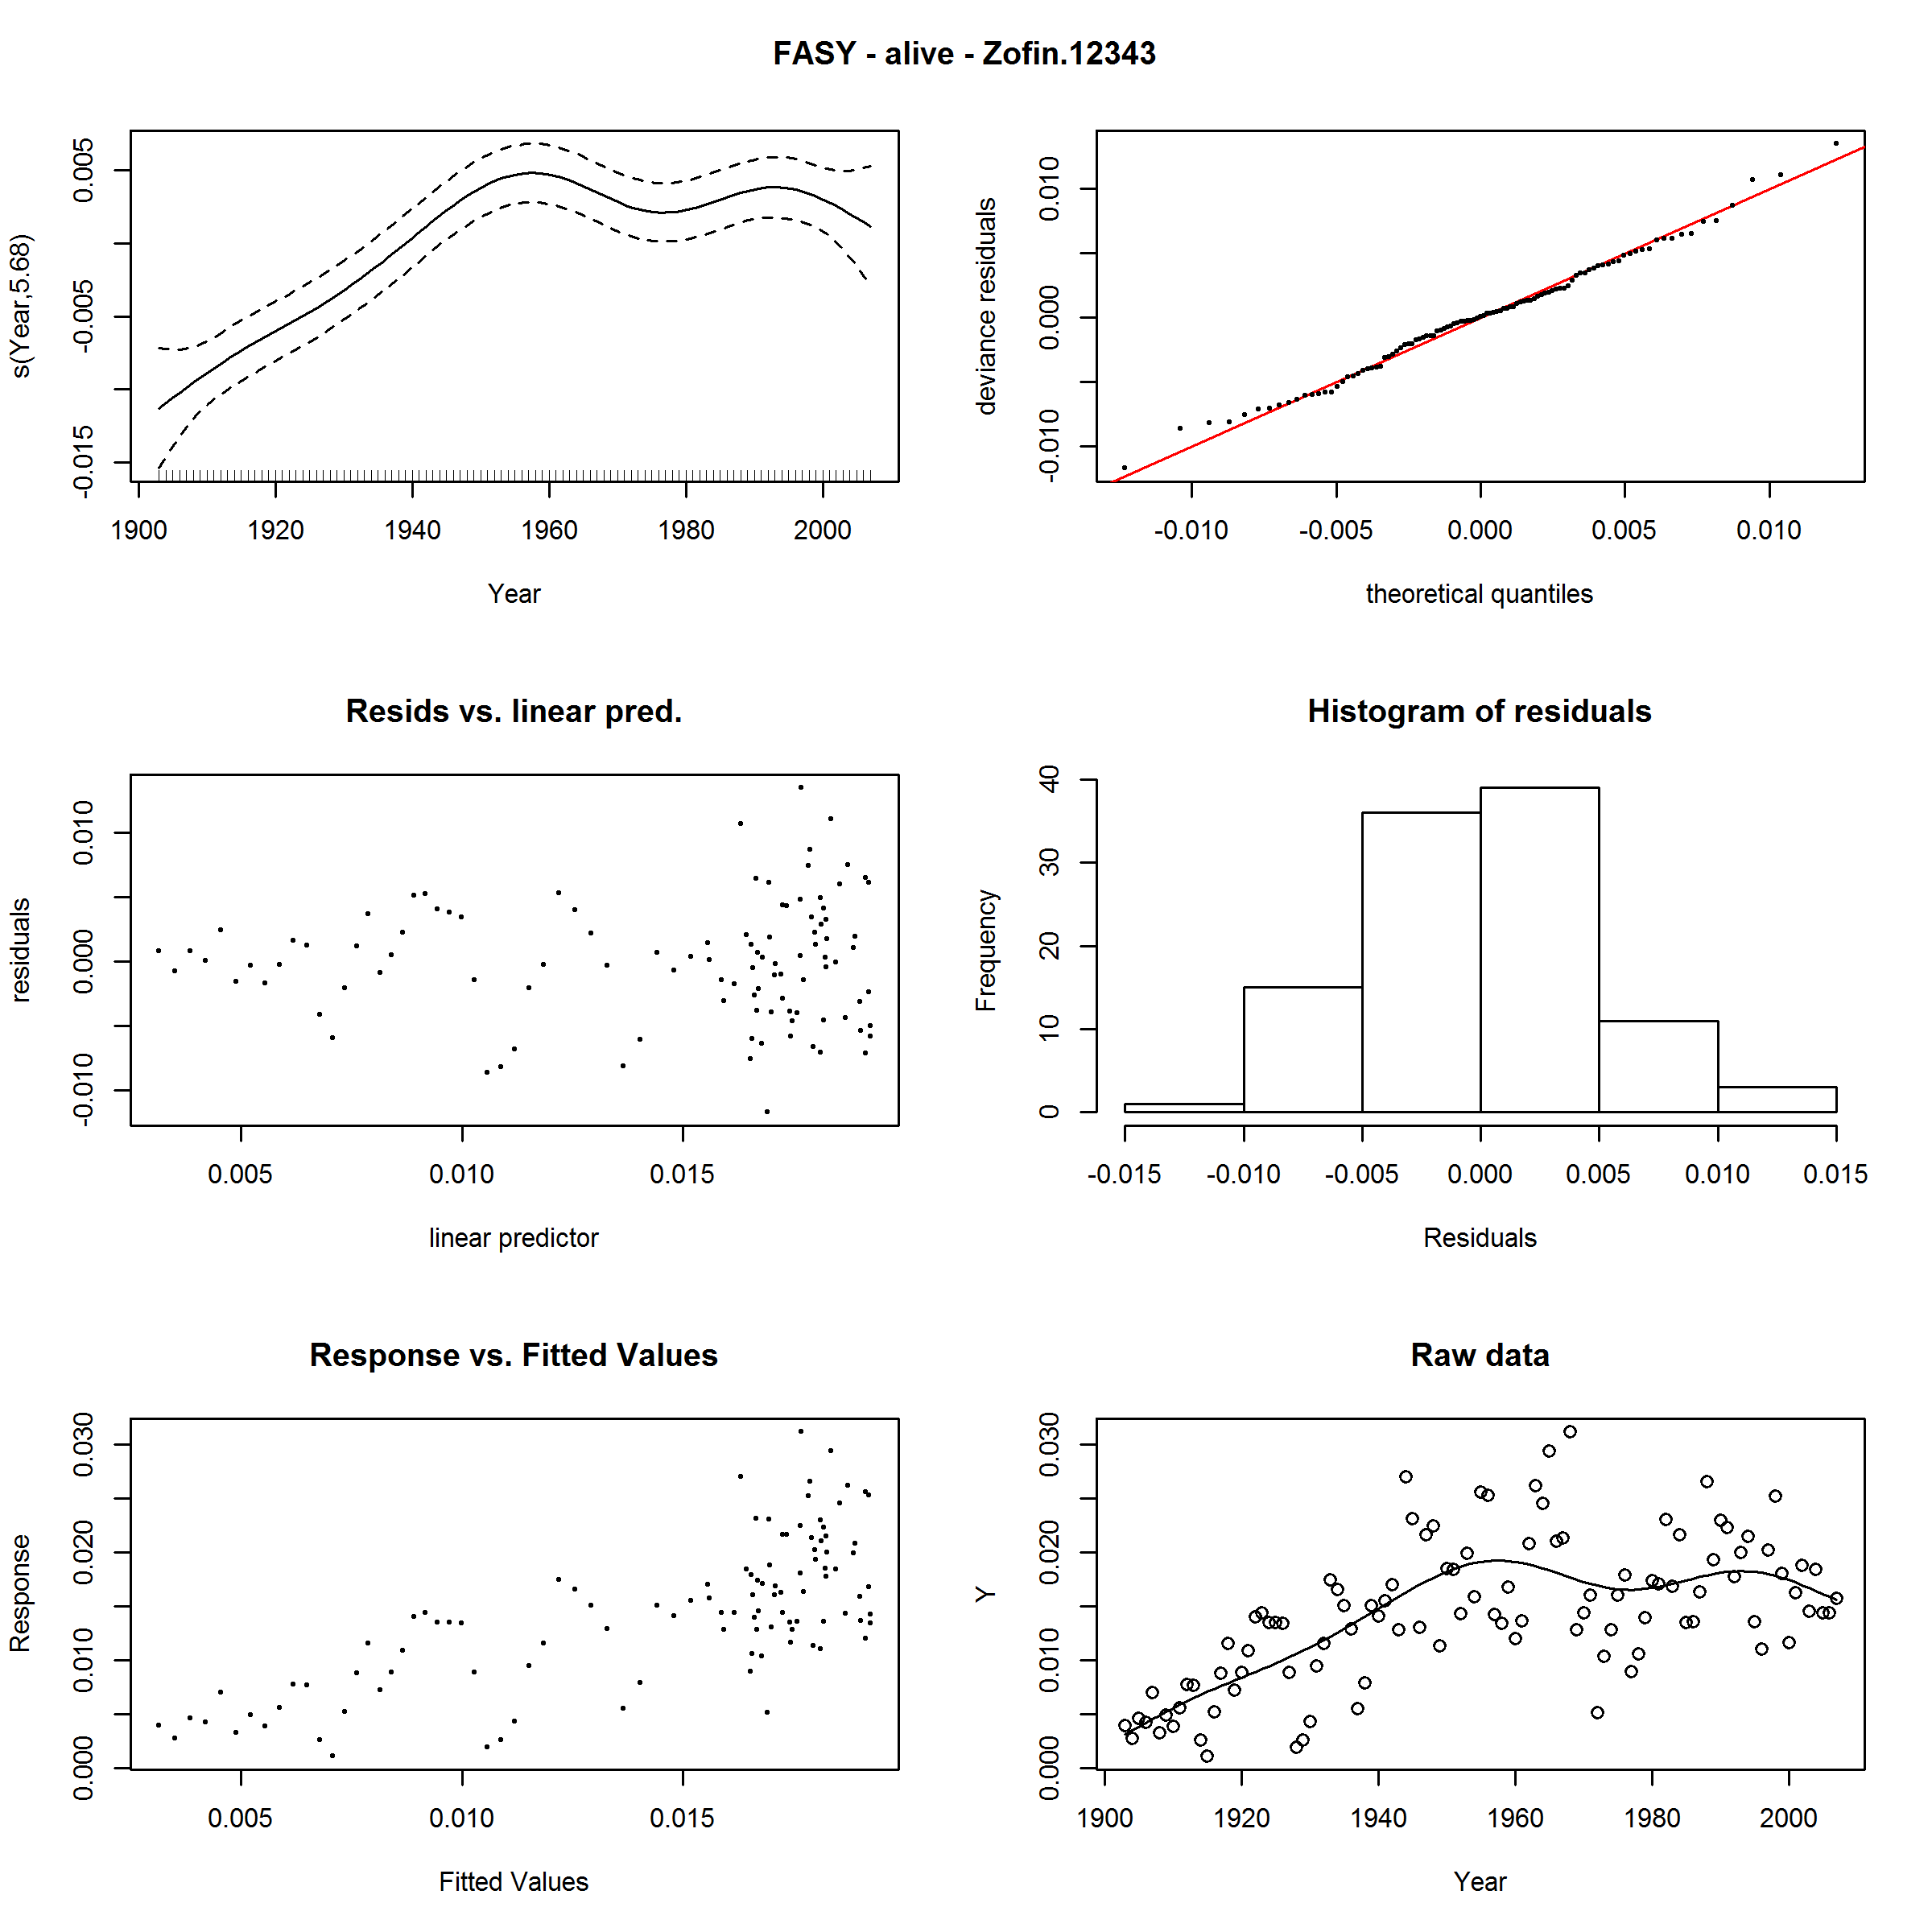 FASY - alive - Zofin.12343
s(Year,5.68)
-0.015 -0.005 0.005
1900 1920 1940 1960 1980 2000
Year
deviance residuals
-0.010 0.000 0.010
-0.010 -0.005 0.000 0.005 0.010
theoretical quantiles
Resids vs. linear pred.
residuals
-0.010 0.000 0.010
0.005 0.010 0.015
linear predictor
Histogram of residuals
Frequency
0 10 20 30 40
-0.015 -0.010 -0.005 0.000 0.005 0.010 0.015
Residuals
Response vs. Fitted Values
Response
0.000 0.010 0.020 0.030
0.005 0.010 0.015
Fitted Values
Raw data
Y
0.000 0.010 0.020 0.030
1900 1920 1940 1960 1980 2000
Year